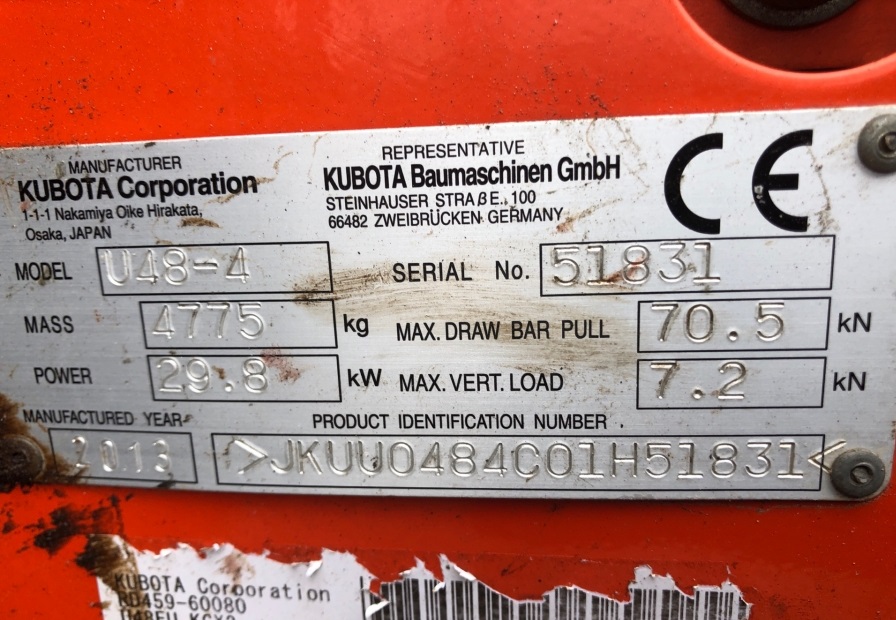 MANUFACTURER
KUBOTA Corporation
1-1-1 Nakamiya Oike Hirakata,
Osaka, JAPAN
REPRESENTATIVE
KUBOTA Baumaschinen GmbH
STEINHAUSER STRAßE. 100
66482 ZWEIBRÜCKEN GERMANY
CE
MODEL U48-4 SERIAL No. 51831
MASS 4775 kg MAX. DRAW BAR PULL 70.5 kN
POWER 29.8 kW MAX. VERT. LOAD 7.2 kN
MANUFACTURED YEAR PRODUCT IDENTIFICATION NUMBER
2013 >JKUU0484C01H51831<
KUBOTA Corporation
RD459-60080